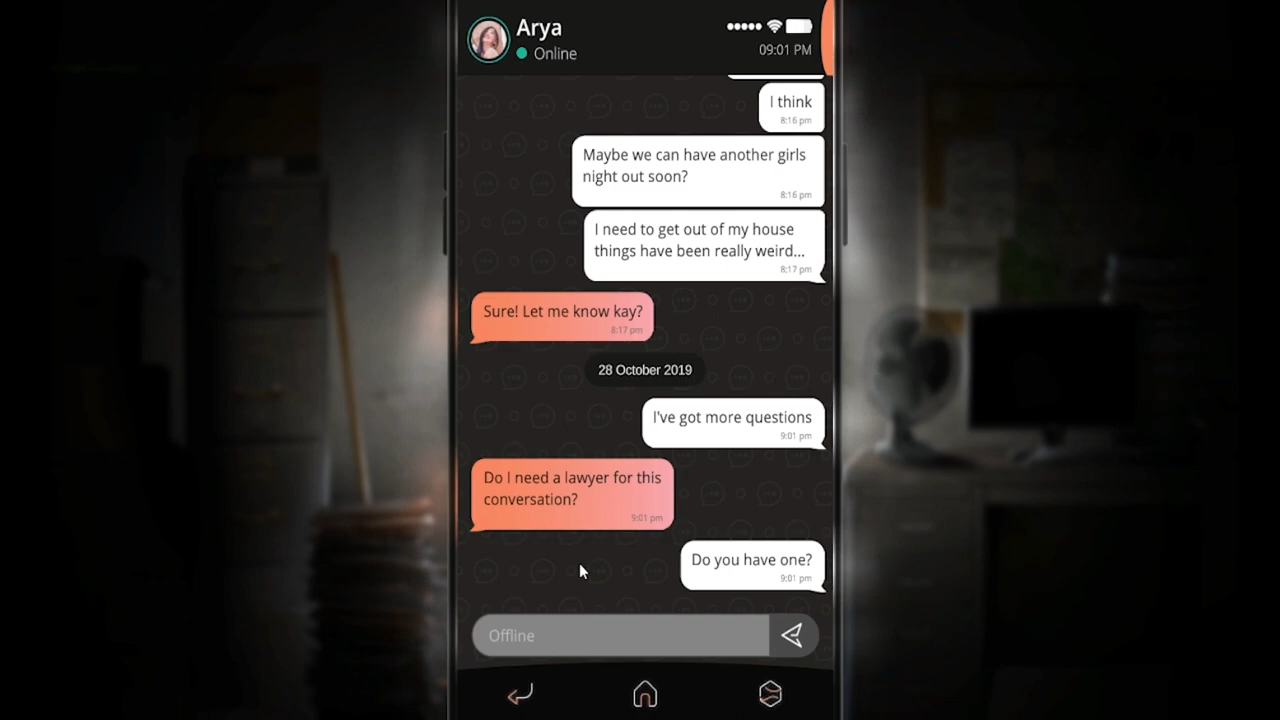 Arya
Online
09:01 PM
I think
8:16 pm
Maybe we can have another girls
night out soon?
8:16 pm
I need to get out of my house
things have been really weird...
8:17 pm
Sure! Let me know kay?
8:17 pm
28 October 2019
I've got more questions
9:01 pm
Do I need a lawyer for this
conversation?
9:01 pm
Do you have one?
9:01 pm
Offline